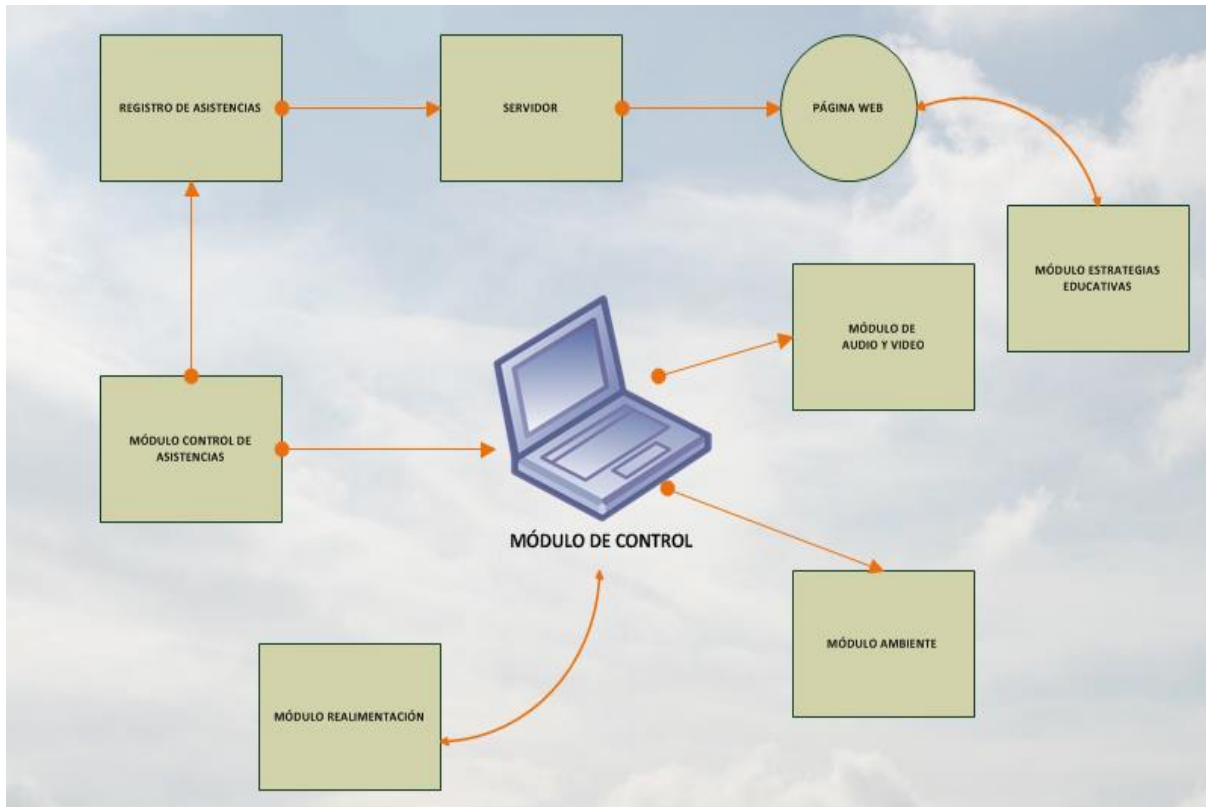 REGISTRO DE ASISTENCIAS
SERVIDOR
PÁGINA WEB
MÓDULO ESTRATEGIAS
EDUCATIVAS
MÓDULO DE
AUDIO Y VIDEO
MÓDULO CONTROL DE
ASISTENCIAS
MÓDULO DE CONTROL
MÓDULO AMBIENTE
MÓDULO REALIMENTACIÓN